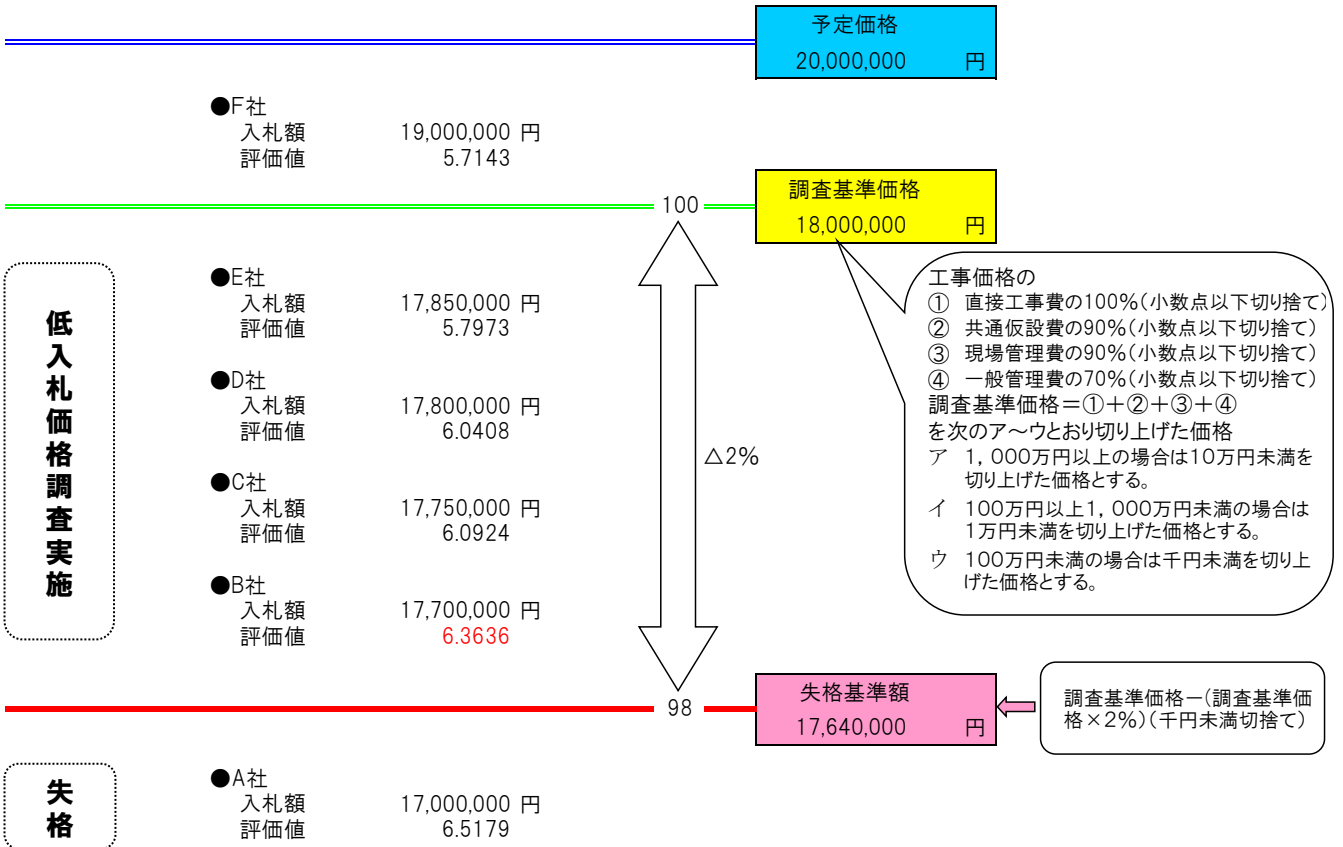 予定価格
20,000,000 円
●F社
入札額 19,000,000 円
評価値 5.7143
調査基準価格
18,000,000 円
100
低入札価格調査実施
●E社
入札額 17,850,000 円
評価値 5.7973
●D社
入札額 17,800,000 円
評価値 6.0408
●C社
入札額 17,750,000 円
評価値 6.0924
●B社
入札額 17,700,000 円
評価値 6.3636
△2%
工事価格の
① 直接工事費の100%(小数点以下切り捨て)
② 共通仮設費の90%(小数点以下切り捨て)
③ 現場管理費の90%(小数点以下切り捨て)
④ 一般管理費の70%(小数点以下切り捨て)
調査基準価格=①+②+③+④
を次のア~ウとおり切り上げた価格
ア 1,000万円以上の場合は10万円未満を
切り上げた価格とする。
イ 100万円以上1,000万円未満の場合は
1万円未満を切り上げた価格とする。
ウ 100万円未満の場合は千円未満を切り上
げた価格とする。
98
失格基準額
17,640,000 円
調査基準価格-(調査基準価
格×2%)(千円未満切捨て)
失格
●A社
入札額 17,000,000 円
評価値 6.5179